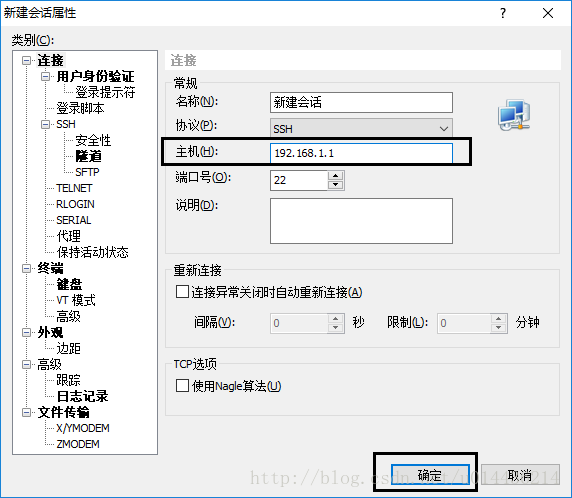 新建会话属性
?
类别(C):
连接
用户身份验证
登录提示符
登录脚本
SSH
安全性
隧道
SFTP
TELNET
RLOGIN
SERIAL
代理
保持活动状态
终端
键盘
VT 模式
高级
外观
边距
高级
跟踪
日志记录
文件传输
X/YMODEM
ZMODEM
连接
常规
名称(N): 新建会话
协议(P): SSH
主机(H): 192.168.1.1
端口号(O): 22
说明(D):
重新连接
连接异常关闭时自动重新连接(A)
间隔(V): 0 秒 限制(L): 0 分钟
TCP选项
使用Nagle算法(U)
确定 取消